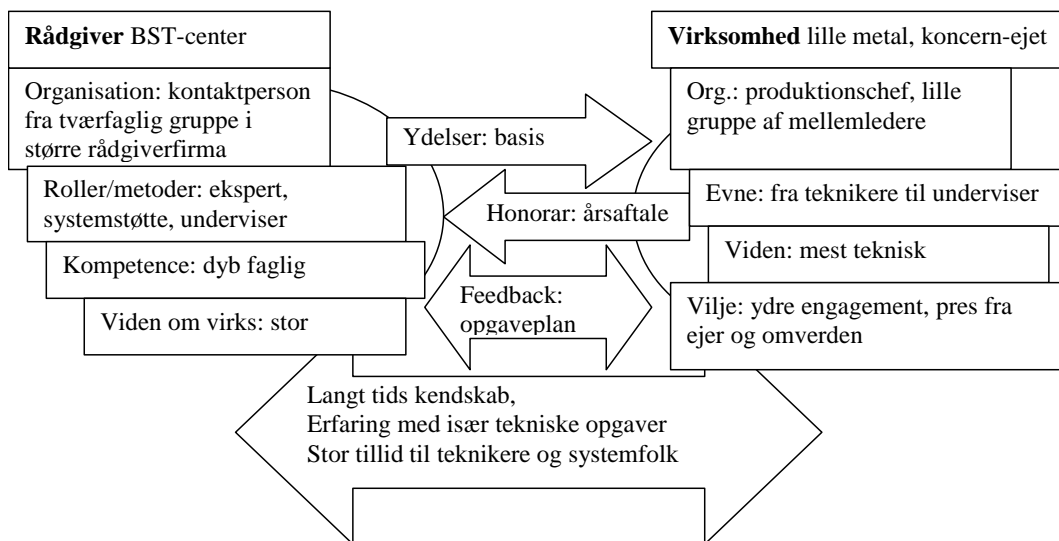 Rådgiver BST-center
Organisation: kontaktperson
fra tværfaglig gruppe i
større rådgiverfirma
Roller/metoder: ekspert,
systemstøtte, underviser
Kompetence: dyb faglig
Viden om virks: stor
Ydelser: basis
Honorar: årsaftale
Feedback:
opgaveplan
Virksomhed lille metal, koncern-ejet
Org.: produktionschef, lille
gruppe af mellemledere
Evne: fra teknikere til underviser
Viden: mest teknisk
Vilje: ydre engagement, pres fra
ejer og omverden
Langt tids kendskab,
Erfaring med især tekniske opgaver
Stor tillid til teknikere og systemfolk